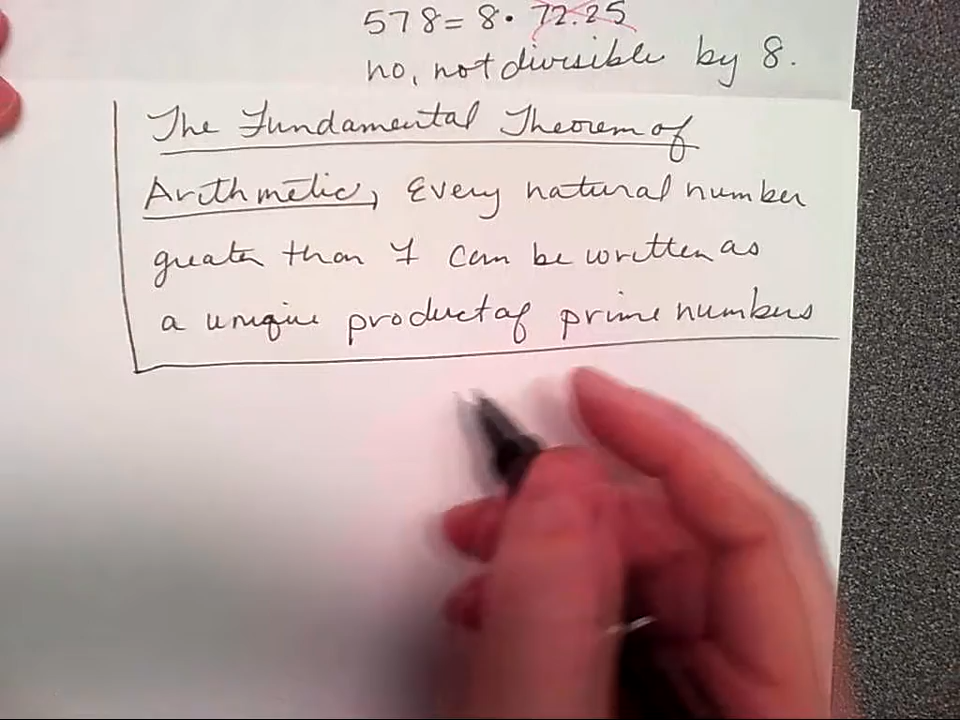 578 = 8 · 72.25
no, not divisible by 8.
The Fundamental Theorem of
Arithmetic, Every natural number
greater than 1 can be written as
a unique product of prime numbers